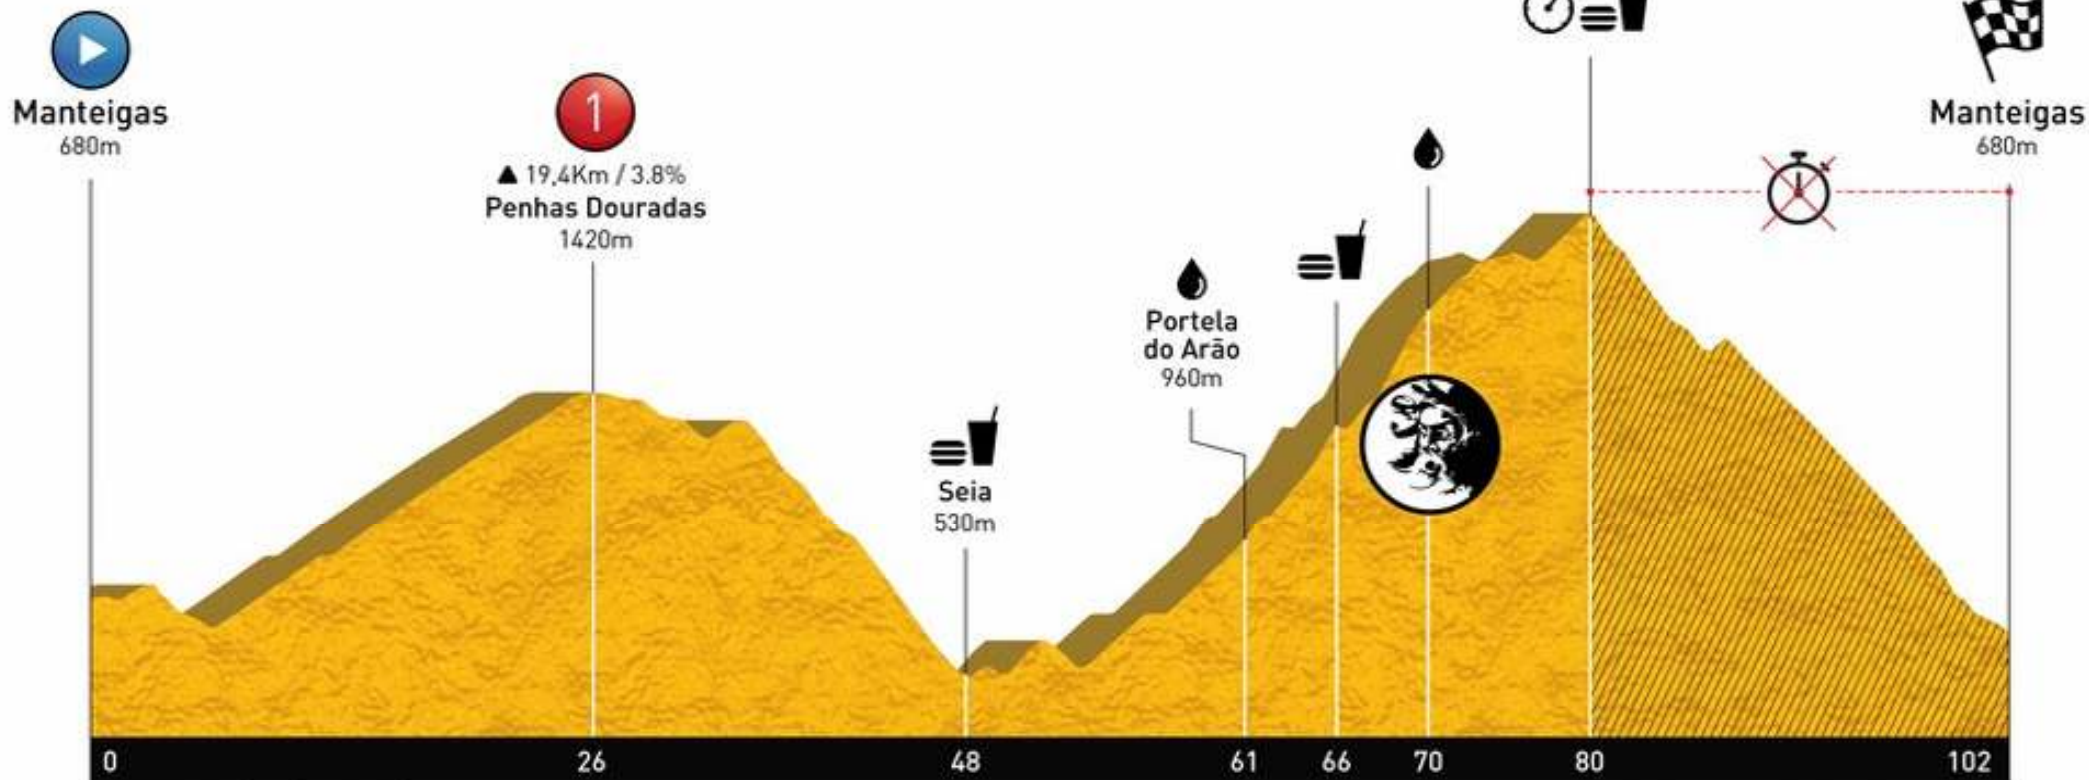 Manteigas
680m
1
▲ 19,4Km / 3.8%
Penhas Douradas
1420m
Seia
530m
Portela
do Arão
960m
Manteigas
680m
0 26 48 61 66 70 80 102